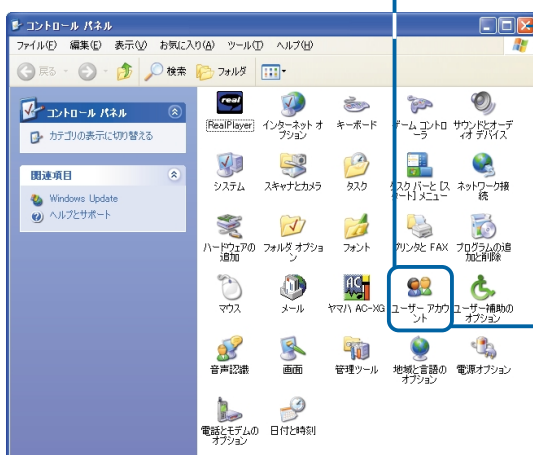 コントロール パネル
ファイル(F) 編集(E) 表示(V) お気に入り(A) ツール(T) ヘルプ(H)
戻る 検索 フォルダ
コントロール パネル
カテゴリの表示に切り替える
関連項目
Windows Update
ヘルプとサポート
real
RealPlayer
インターネット オ
プション
キーボード
ゲーム コントロ
ーラ
サウンドとオーデ
ィオ デバイス
システム
スキャナとカメラ
タスク
タスク バーと [ス
タート] メニュー
ネットワーク接
続
ハードウェアの
追加
フォルダ オプショ
ン
フォント
プリンタと FAX
プログラムの追
加と削除
マウス
メール
XG
ヤマハ AC-XG
ユーザー アカウ
ント
ユーザー補助の
オプション
音声認識
画面
管理ツール
地域と言語の
オプション
電源オプション
電話とモデムの
オプション
日付と時刻